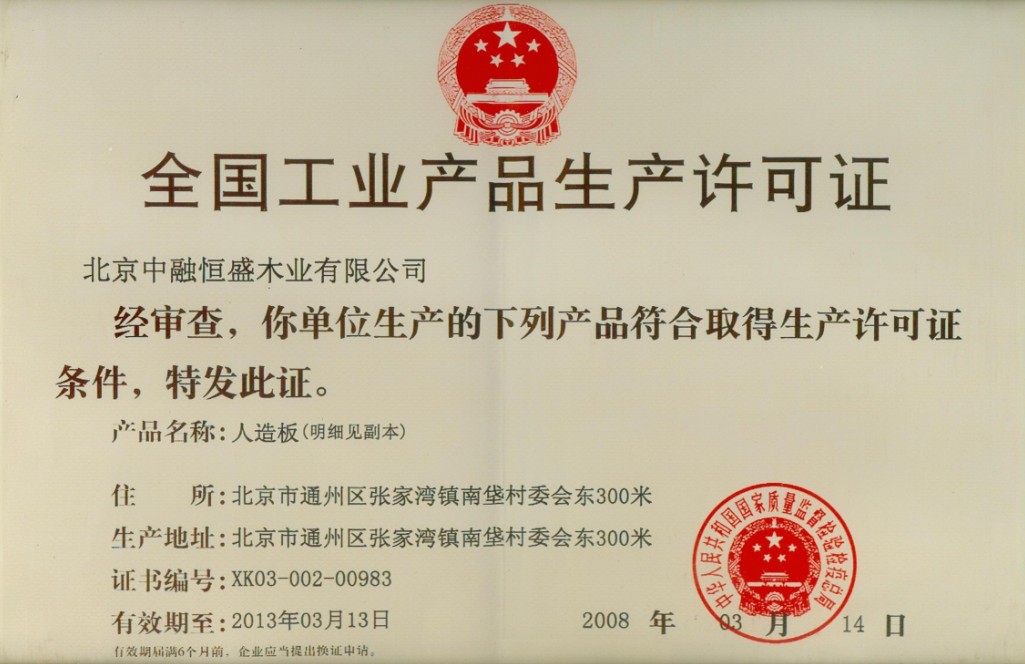 全国工业产品生产许可证
北京中融恒盛木业有限公司
经审查，你单位生产的下列产品符合取得生产许可证
条件，特发此证。
产品名称：人造板(明细见副本)
住 所：北京市通州区张家湾镇南垡村委会东300米
生产地址：北京市通州区张家湾镇南垡村委会东300米
证书编号：XK03-002-00983
有效期至：2013年03月13日
中华人民共和国国家质量监督检验检疫总局
2008 年 03 月 14 日
有效期届满6个月前，企业应当提出换证申请。